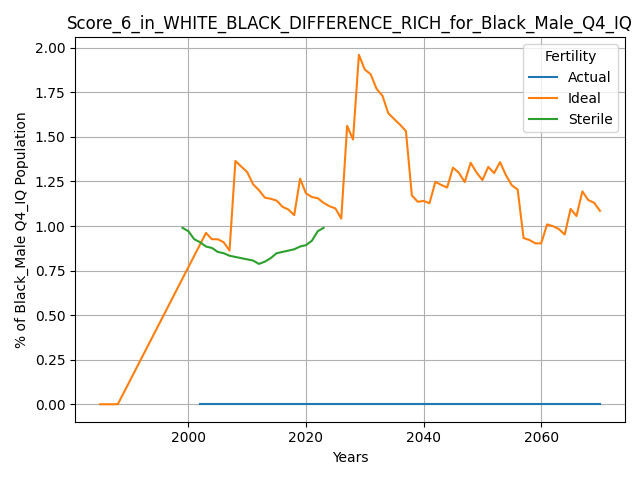 Score_6_in_WHITE_BLACK_DIFFERENCE_RICH_for_Black_Male_Q4_IQ
% of Black_Male Q4_IQ Population
2.00
1.75
1.50
1.25
1.00
0.75
0.50
0.25
0.00
Fertility
Actual
Ideal
Sterile
2000
2020
2040
2060
Years